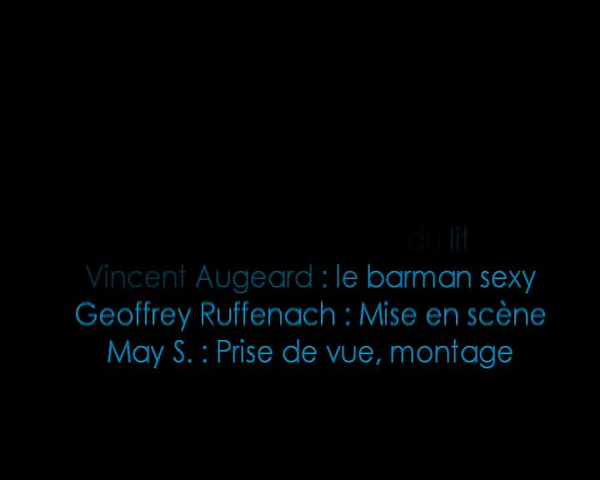 du lit
Vincent Augeard : le barman sexy
Geoffrey Ruffenach : Mise en scène
May S. : Prise de vue, montage